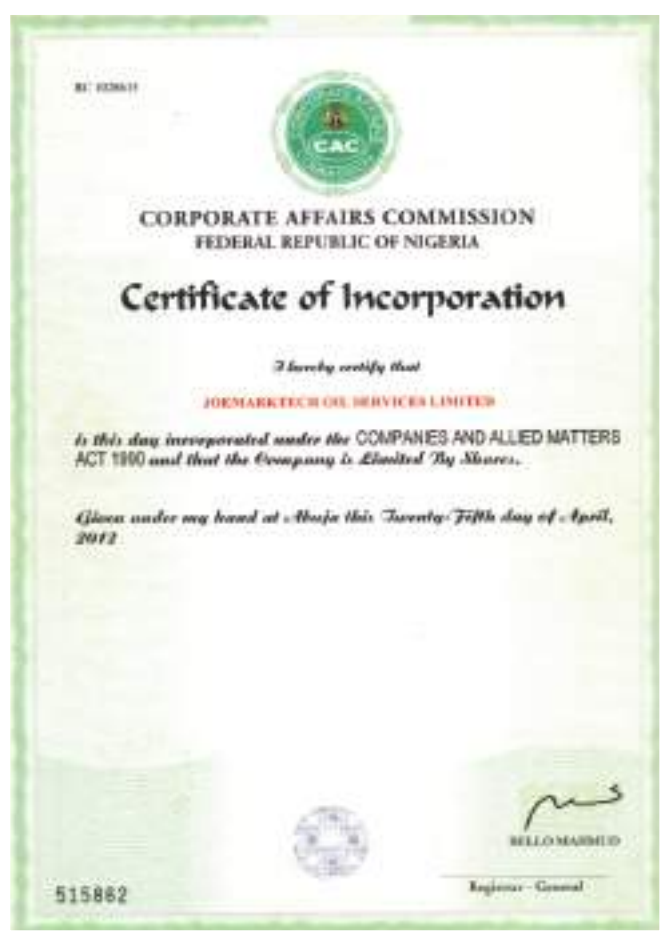 RC
CAC
CORPORATE AFFAIRS COMMISSION
FEDERAL REPUBLIC OF NIGERIA
Certificate of Incorporation
I hereby certify that
JOEMARKTECH OIL SERVICES LIMITED
is this day incorporated under the COMPANIES AND ALLIED MATTERS
ACT 1990 and that the Company is Limited By Shares.
Given under my hand at Abuja this Twenty-Fifth day of April,
2012
BELLO MAHMUD
Registrar - General
515862